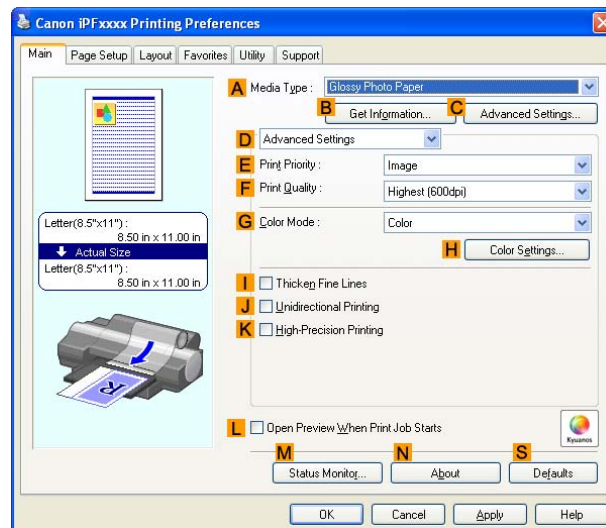 Canon iPFxxxx Printing Preferences
Main Page Setup Layout Favorites Utility Support
A Media Type : Glossy Photo Paper
B Get Information... C Advanced Settings...
D Advanced Settings
E Print Priority : Image
F Print Quality : Highest (600dpi)
G Color Mode : Color
H Color Settings...
Letter(8.5"x11") :
8.50 in x 11.00 in
Actual Size
Letter(8.5"x11") :
8.50 in x 11.00 in
R
I Thicken Fine Lines
J Unidirectional Printing
K High-Precision Printing
L Open Preview When Print Job Starts
Kyuanos
M Status Monitor... N About S Defaults
OK Cancel Apply Help